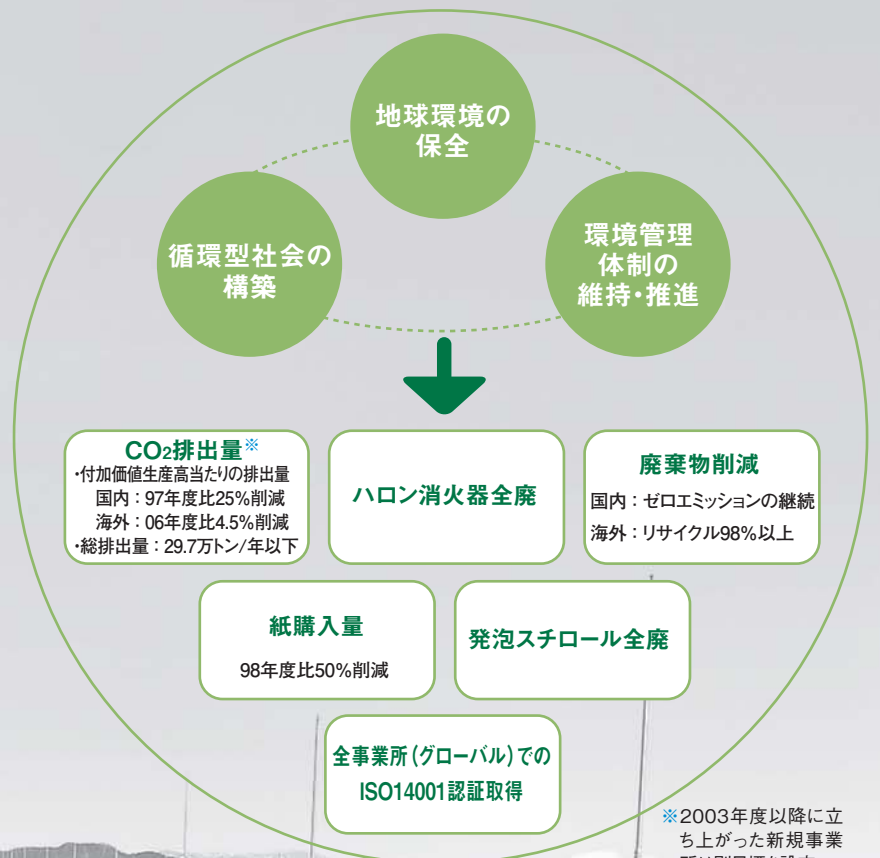 地球環境の
保全
循環型社会の
構築
環境管理
体制の
維持・推進
CO2排出量※
・付加価値生産高当たりの排出量
国内：97年度比25%削減
海外：06年度比4.5%削減
・総排出量：29.7万トン/年以下
ハロン消火器全廃
廃棄物削減
国内：ゼロエミッションの継続
海外：リサイクル98%以上
紙購入量
98年度比50%削減
発泡スチロール全廃
全事業所(グローバル)での
ISO14001認証取得
※2003年度以降に立
ち上がった新規事業